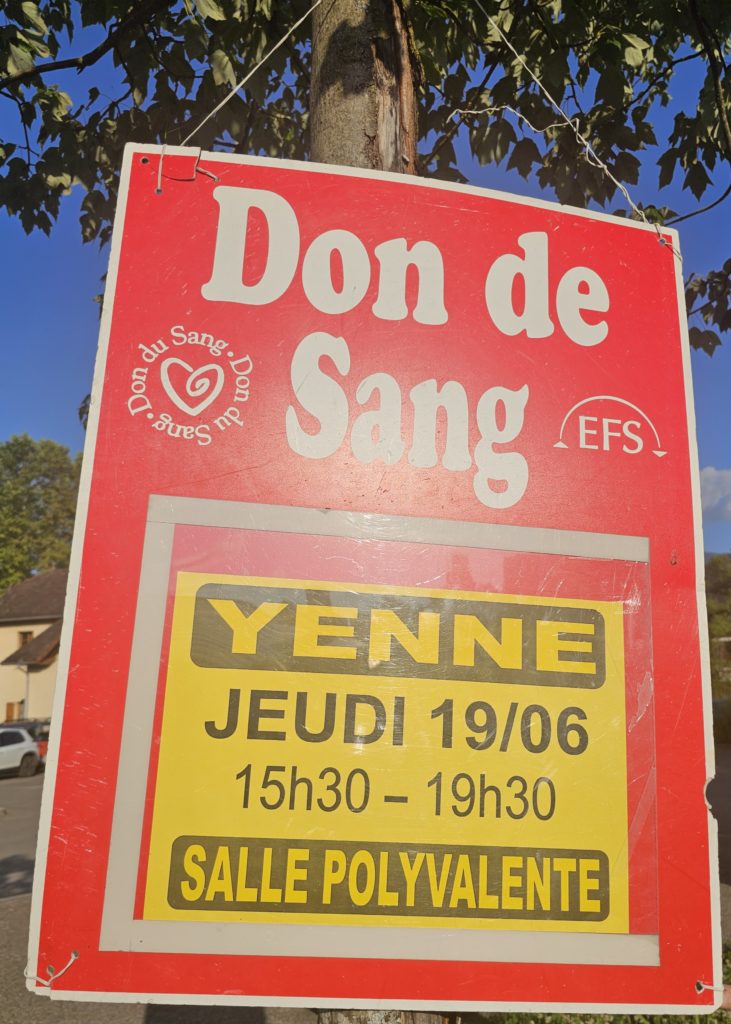 Don de
Sang
Don du Sang · Don du Sang ·
EFS
YENNE
JEUDI 19/06
15h30 – 19h30
SALLE POLYVALENTE